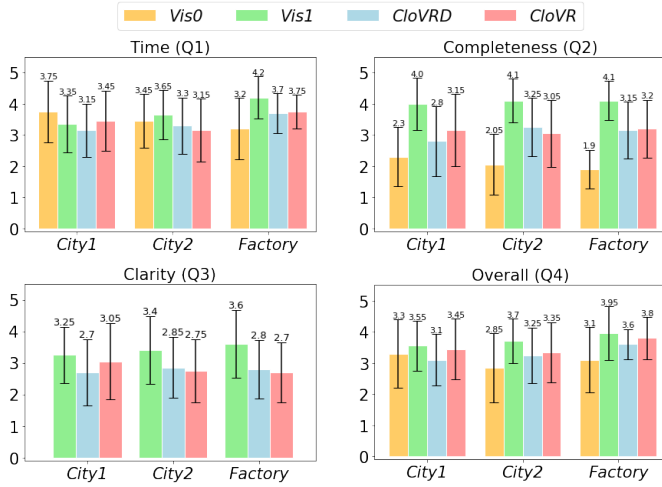 Vis0 Vis1 CloVRD CloVR
Time (Q1)
5
4
3
2
1
0
3.75 3.35 3.15 3.45
3.45 3.65 3.3 3.15
3.2 4.2 3.7 3.75
City1 City2 Factory
Completeness (Q2)
5
4
3
2
1
0
2.3 4.0 2.8 3.15
2.05 4.1 3.25 3.05
1.9 4.1 3.15 3.2
City1 City2 Factory
Clarity (Q3)
5
4
3
2
1
0
3.25 2.7 3.05
3.4 2.85 2.75
3.6 2.8 2.7
City1 City2 Factory
Overall (Q4)
5
4
3
2
1
0
3.3 3.55 3.1 3.45
2.85 3.7 3.25 3.35
3.1 3.95 3.6 3.8
City1 City2 Factory